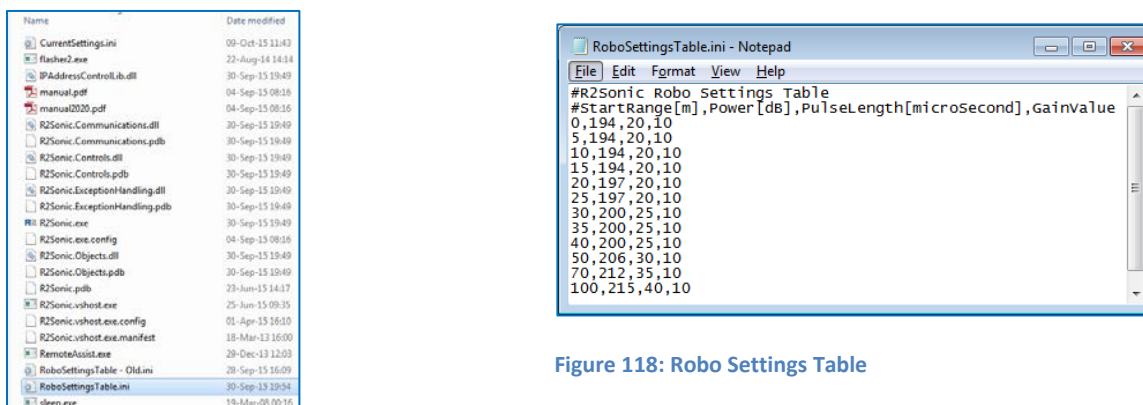 Name Date modified
CurrentSettings.ini 09-Oct-15 11:43
flasher2.exe 22-Aug-14 14:14
IPAddressControlLib.dll 30-Sep-15 19:49
manual.pdf 04-Sep-15 08:16
manual2020.pdf 04-Sep-15 08:16
R2Sonic.Communications.dll 30-Sep-15 19:49
R2Sonic.Communications.pdb 30-Sep-15 19:49
R2Sonic.Controls.dll 30-Sep-15 19:49
R2Sonic.Controls.pdb 30-Sep-15 19:49
R2Sonic.ExceptionHandling.dll 30-Sep-15 19:49
R2Sonic.ExceptionHandling.pdb 30-Sep-15 19:49
R2Sonic.exe 30-Sep-15 19:49
R2Sonic.exe.config 04-Sep-15 08:16
R2Sonic.Objects.dll 30-Sep-15 19:49
R2Sonic.Objects.pdb 30-Sep-15 19:49
R2Sonic.pdb 23-Jun-15 14:17
R2Sonic.vshost.exe 25-Jun-15 09:35
R2Sonic.vshost.exe.config 01-Apr-15 16:10
R2Sonic.vshost.exe.manifest 18-Mar-13 16:00
RemoteAssist.exe 29-Dec-13 12:03
RoboSettingsTable - Old.ini 28-Sep-15 16:09
RoboSettingsTable.ini 30-Sep-15 19:54
sleep.exe 19-Mar-08 00:16
RoboSettingsTable.ini - Notepad
File Edit Format View Help
#R2Sonic Robo Settings Table
#StartRange[m],Power[dB],PulseLength[microSecond],GainValue
0,194,20,10
5,194,20,10
10,194,20,10
15,194,20,10
20,197,20,10
25,197,20,10
30,200,25,10
35,200,25,10
40,200,25,10
50,206,30,10
70,212,35,10
100,215,40,10
Figure 118: Robo Settings Table